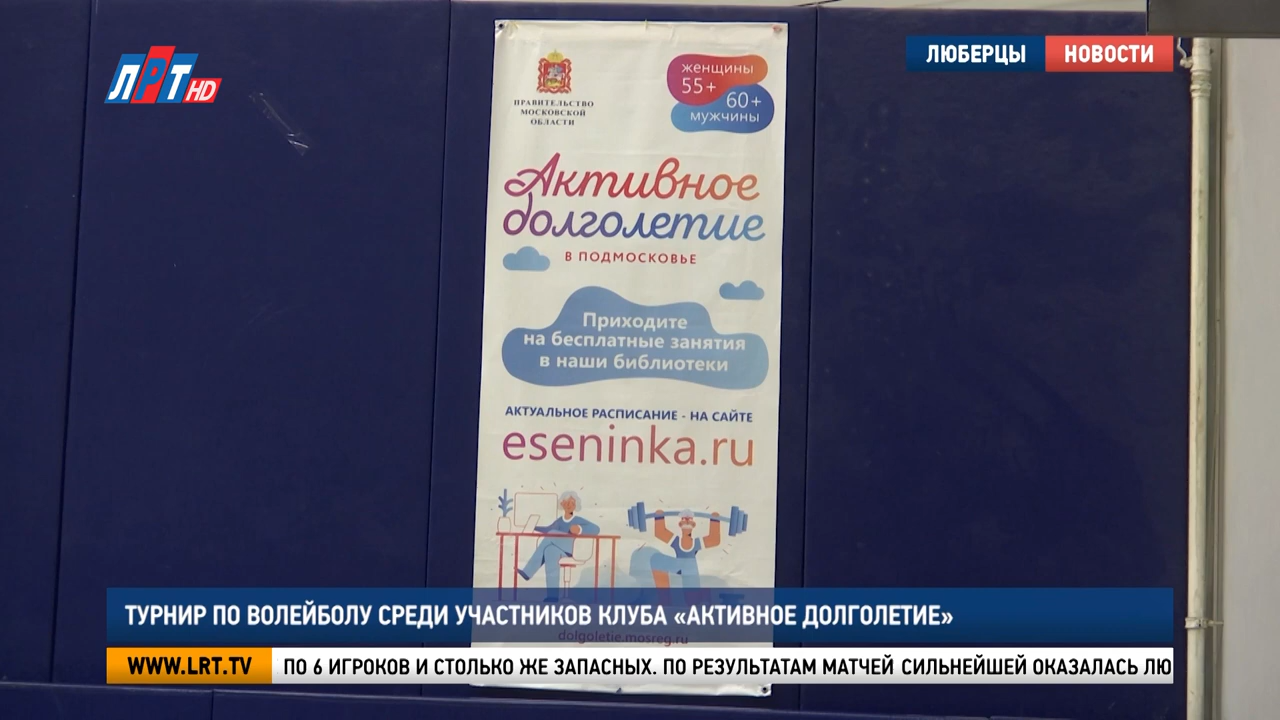 ЛРТ HD
ЛЮБЕРЦЫ НОВОСТИ
ПРАВИТЕЛЬСТВО
МОСКОВСКОЙ
ОБЛАСТИ
женщины
55+
60+
мужчины
Активное
долголетие
В ПОДМОСКОВЬЕ
Приходите
на бесплатные занятия
в наши библиотеки
АКТУАЛЬНОЕ РАСПИСАНИЕ - НА САЙТЕ
eseninka.ru
ТУРНИР ПО ВОЛЕЙБОЛУ СРЕДИ УЧАСТНИКОВ КЛУБА «АКТИВНОЕ ДОЛГОЛЕТИЕ»
dolgoletie.mosreg.ru
WWW.LRT.TV ПО 6 ИГРОКОВ И СТОЛЬКО ЖЕ ЗАПАСНЫХ. ПО РЕЗУЛЬТАТАМ МАТЧЕЙ СИЛЬНЕЙШЕЙ ОКАЗАЛАСЬ ЛЮ